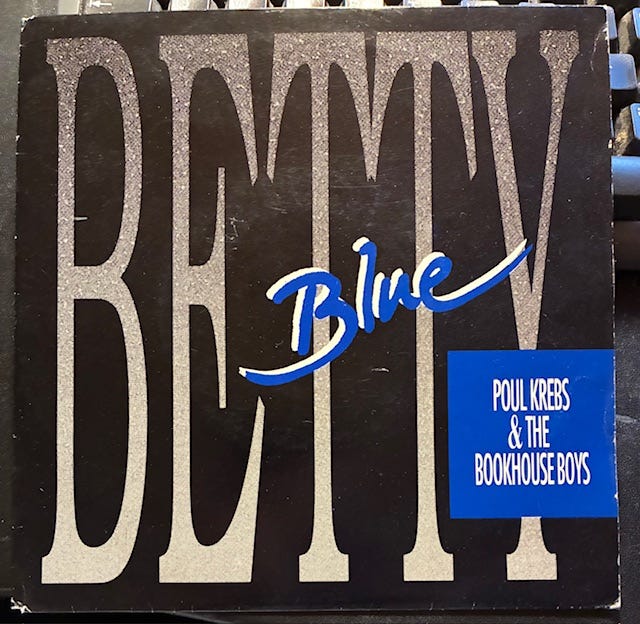 BETTY
Blue
POUL KREBS
& THE
BOOKHOUSE BOYS